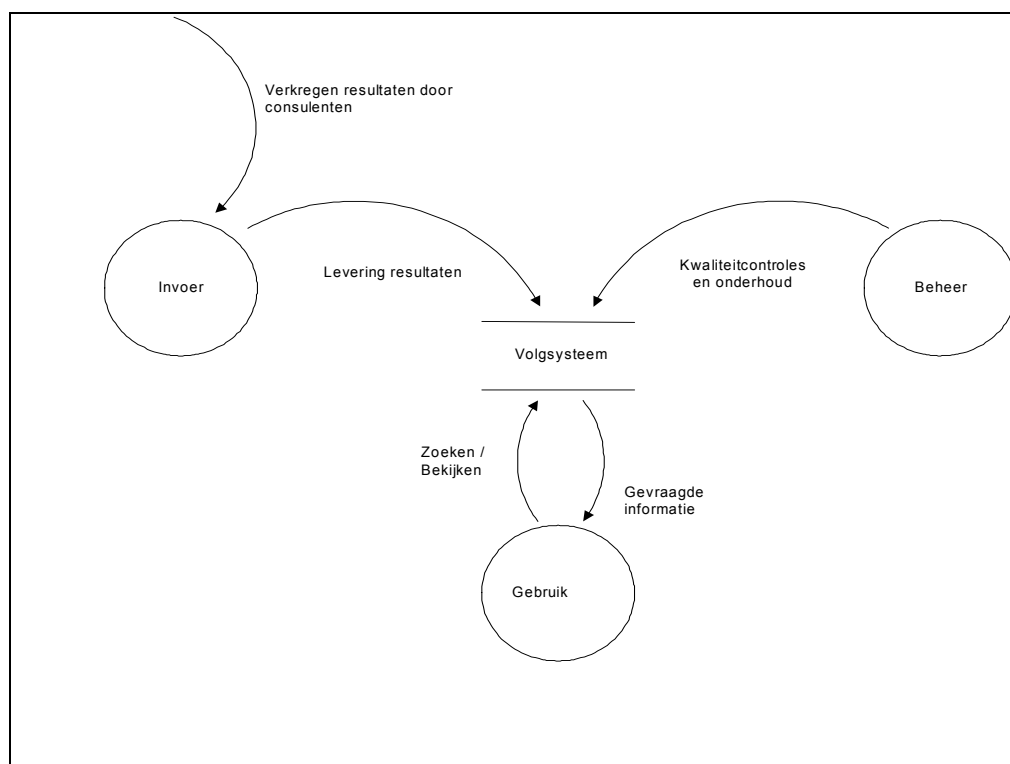 Verkregen resultaten door
consulenten
Invoer
Levering resultaten
Kwaliteitcontroles
en onderhoud
Beheer
Volgsysteem
Zoeken /
Bekijken
Gevraagde
informatie
Gebruik